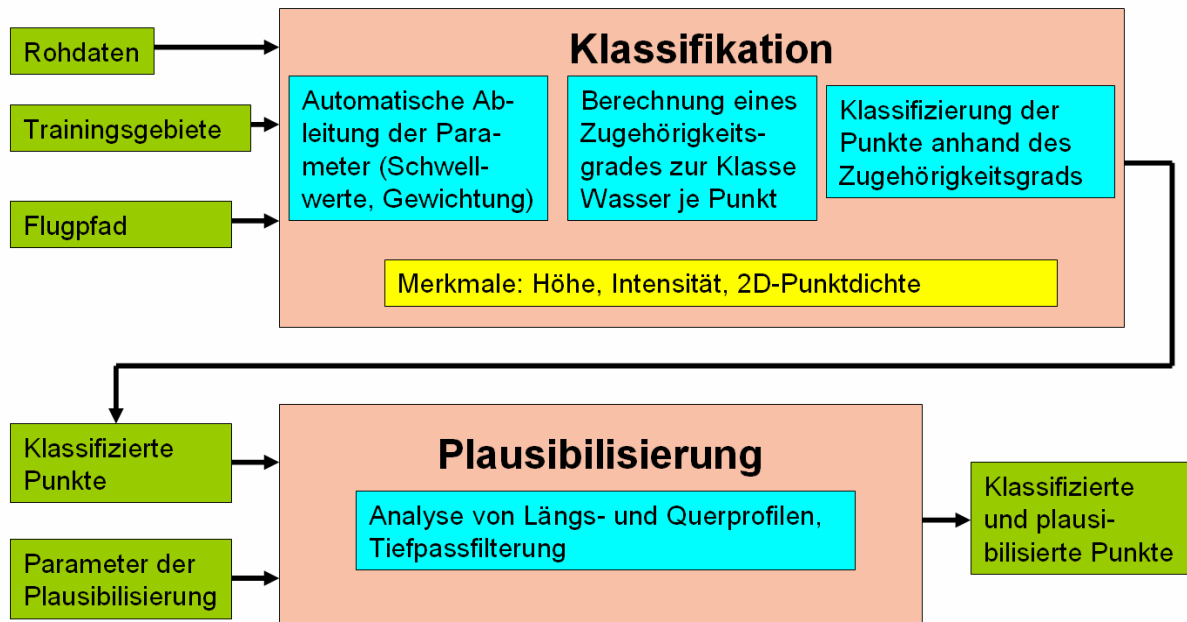 Rohdaten
Trainingsgebiete
Flugpfad
Klassifikation
Automatische Ab-
leitung der Para-
meter (Schwell-
werte, Gewichtung)
Berechnung eines
Zugehörigkeits-
grades zur Klasse
Wasser je Punkt
Klassifizierung der
Punkte anhand des
Zugehörigkeitsgrads
Merkmale: Höhe, Intensität, 2D-Punktdichte
Klassifizierte
Punkte
Parameter der
Plausibilisierung
Plausibilisierung
Analyse von Längs- und Querprofilen,
Tiefpassfilterung
Klassifizierte
und plausi-
bilisierte Punkte